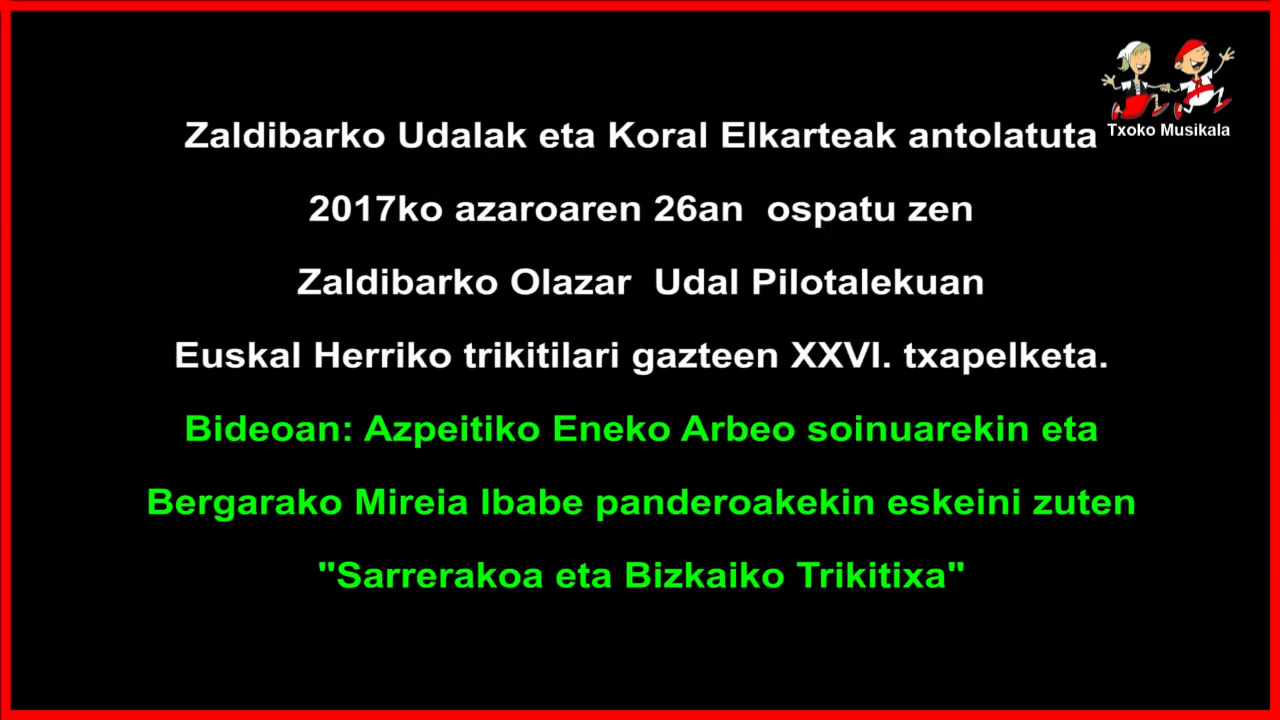 Txoko Musikala
Zaldibarko Udalak eta Koral Elkarteak antolatuta
2017ko azaroaren 26an  ospatu zen
Zaldibarko Olazar  Udal Pilotalekuan
Euskal Herriko trikitilari gazteen XXVI. txapelketa.
Bideoan: Azpeitiko Eneko Arbeo soinuarekin eta
Bergarako Mireia Ibabe panderoakekin eskeini zuten
"Sarrerakoa eta Bizkaiko Trikitixa"